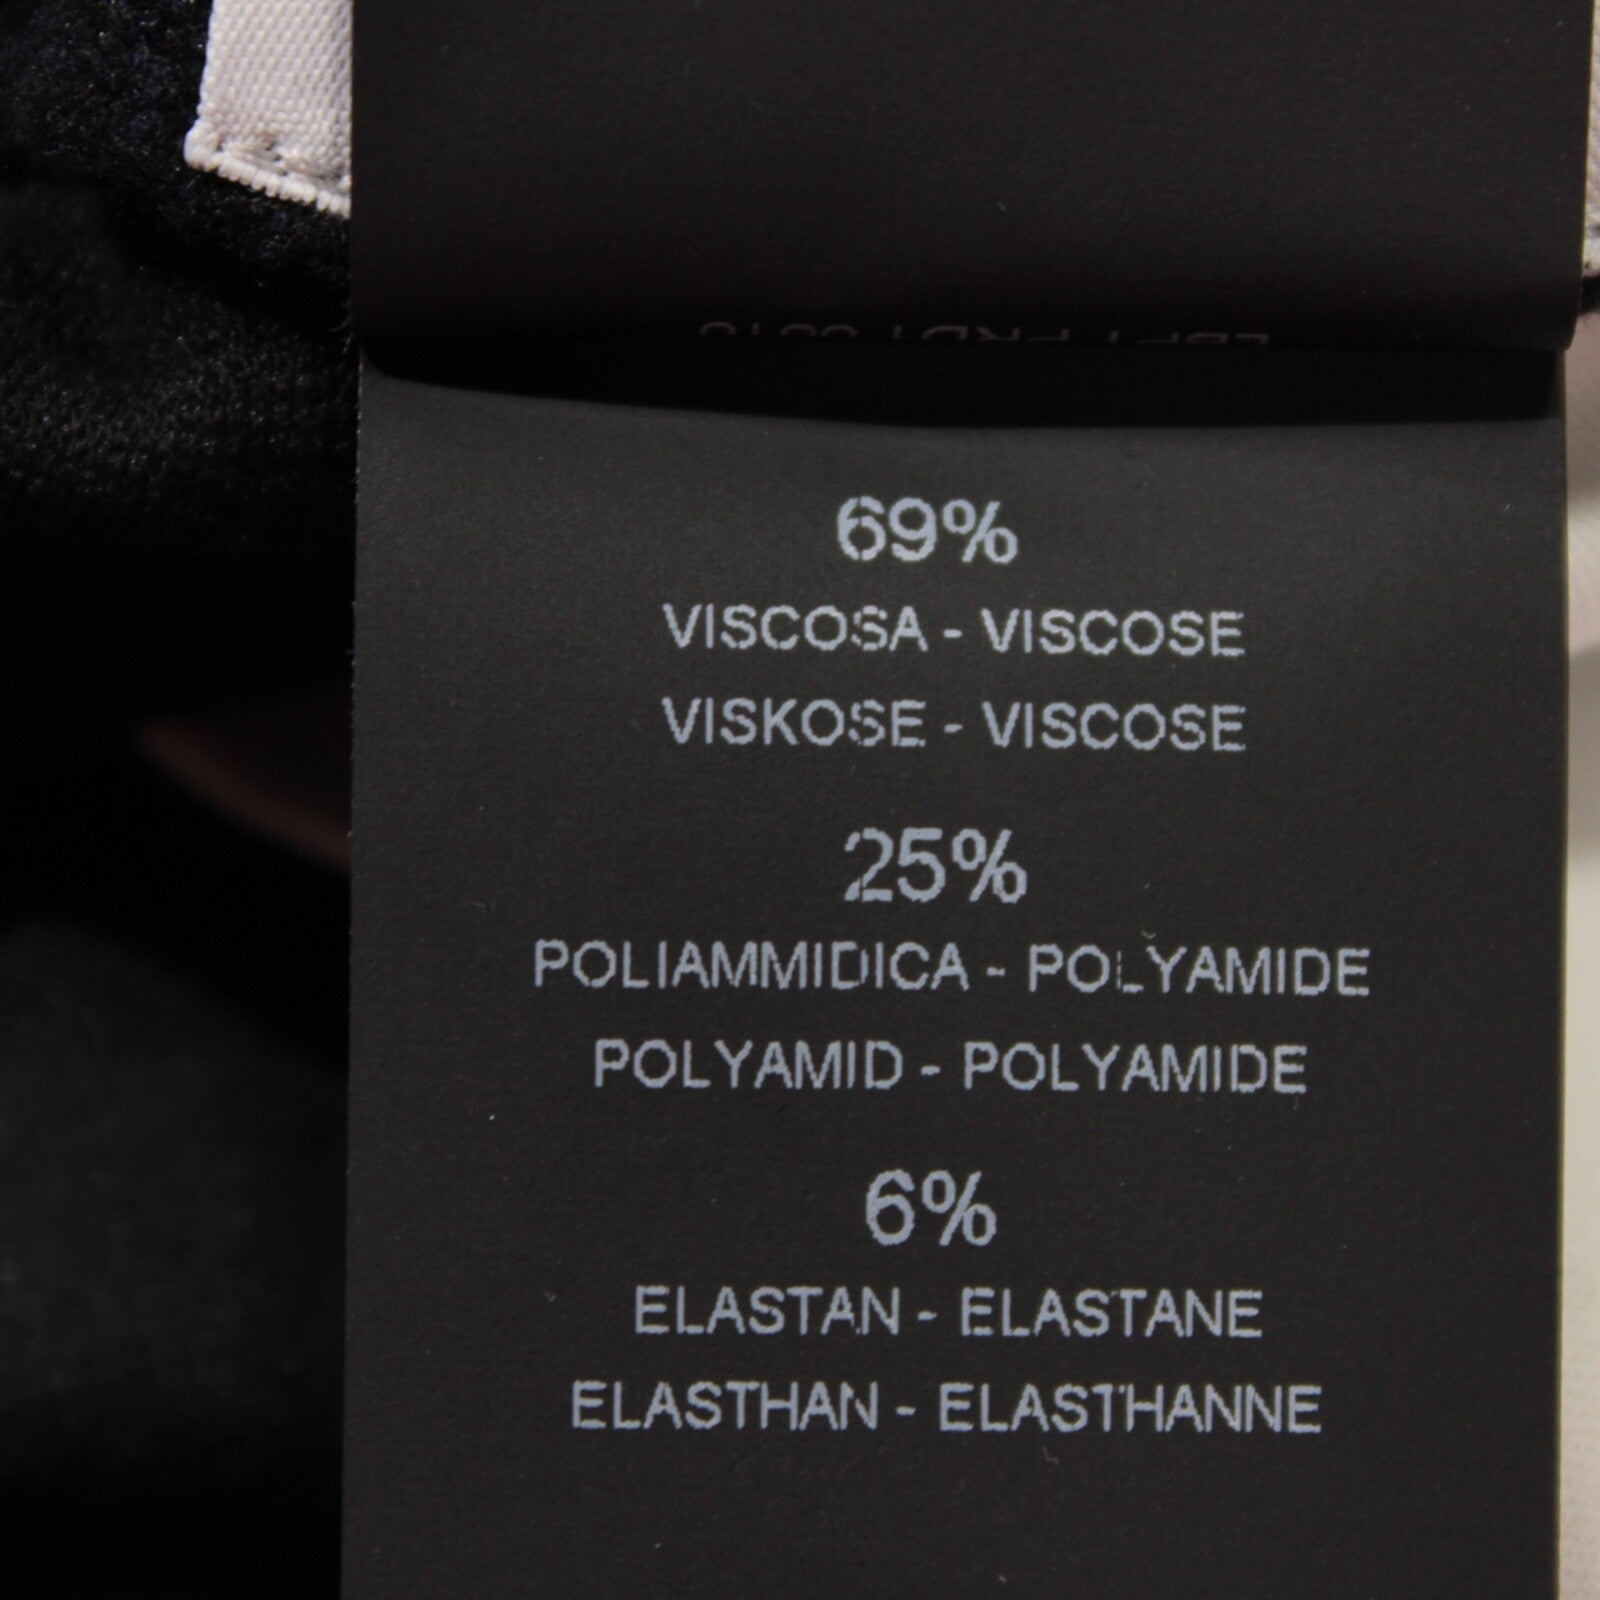 69%
VISCOSA - VISCOSE
VISKOSE - VISCOSE
25%
POLIAMMIDICA - POLYAMIDE
POLYAMID - POLYAMIDE
6%
ELASTAN - ELASTANE
ELASTHAN - ELASTHANNE